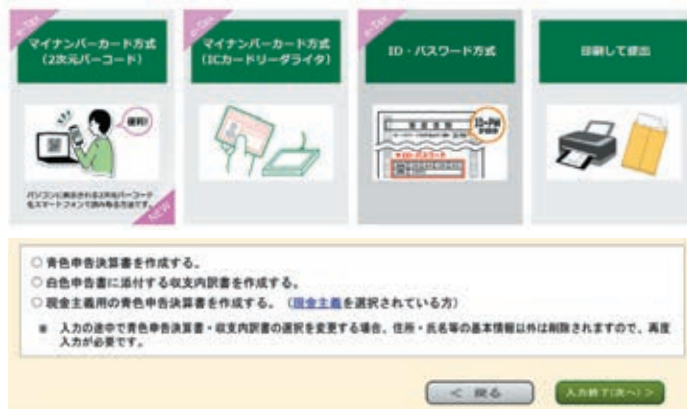 e-Tax
マイナンバーカード方式
(2次元バーコード)
便利!
パソコンに表示される2次元バーコード
をスマートフォンで読み取る方法です。
NEW
e-Tax
マイナンバーカード方式
(ICカードリーダライタ)
e-Tax
ID・パスワード方式
ID・PW
印刷して提出
○ 青色申告決算書を作成する。
○ 白色申告書に添付する収支内訳書を作成する。
○ 現金主義用の青色申告決算書を作成する。（現金主義を選択されている方）
※ 入力の途中で青色申告決算書・収支内訳書の選択を変更する場合、住所・氏名等の基本情報以外は削除されますので、再度
入力が必要です。
< 戻る
入力終了(次へ) >